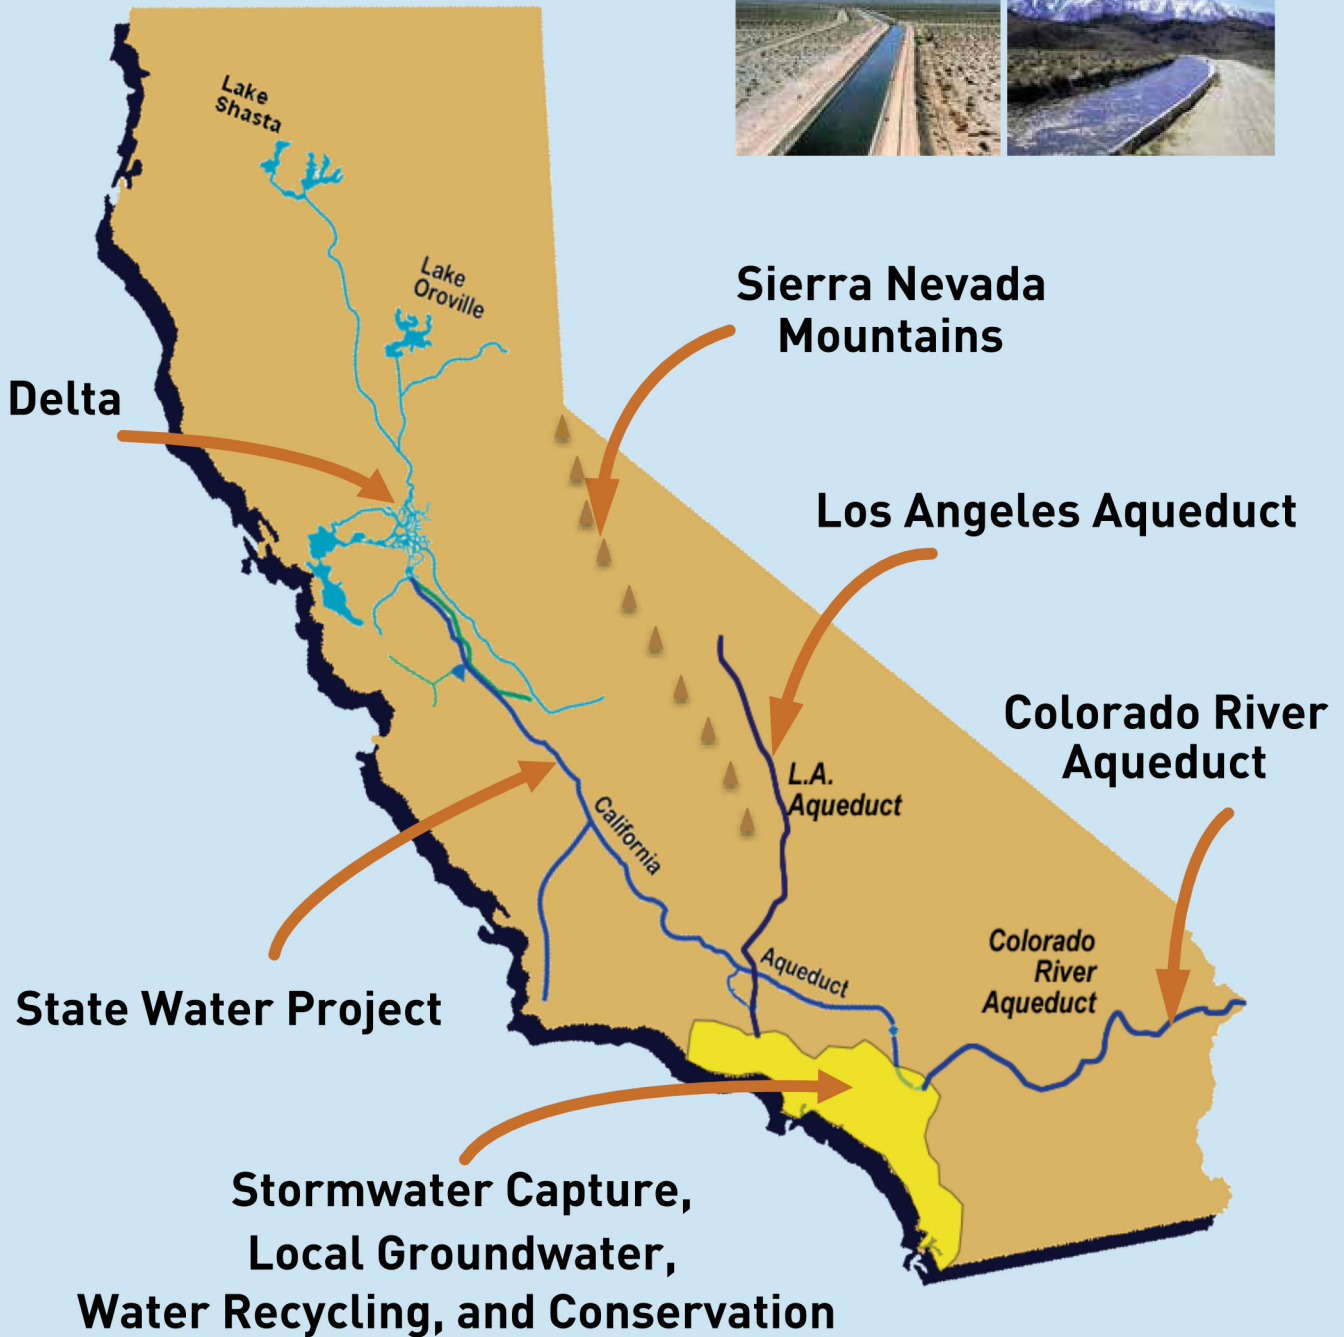 Lake
Shasta
Lake
Oroville
Sierra Nevada
Mountains
Delta
Los Angeles Aqueduct
Colorado River
Aqueduct
L.A.
Aqueduct
California
Aqueduct
Colorado
River
Aqueduct
State Water Project
Stormwater Capture,
Local Groundwater,
Water Recycling, and Conservation